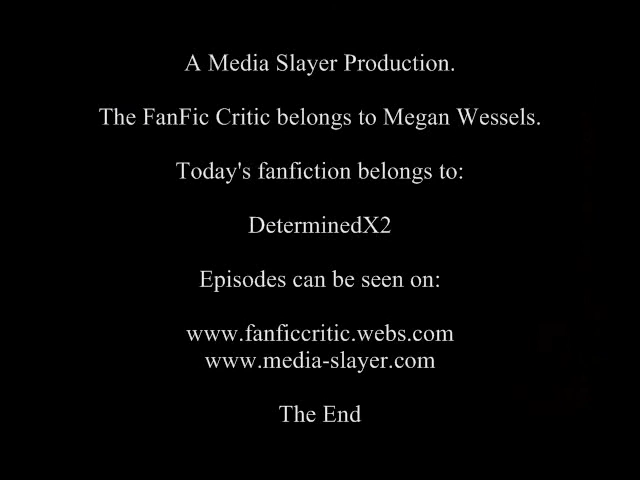 A Media Slayer Production.
The FanFic Critic belongs to Megan Wessels.
Today's fanfiction belongs to:
DeterminedX2
Episodes can be seen on:
www.fanficcritic.webs.com
www.media-slayer.com
The End